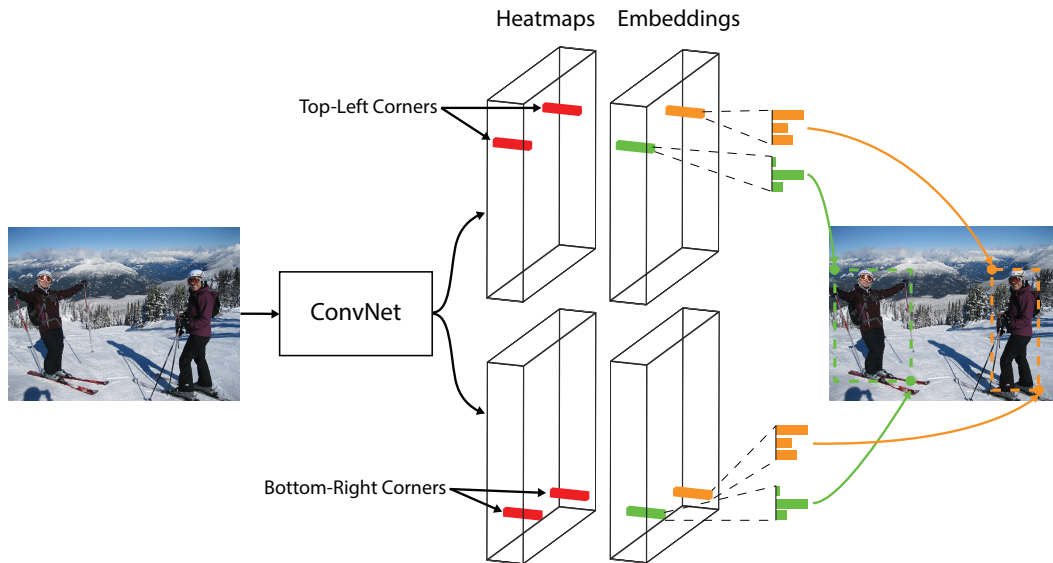 Heatmaps
Embeddings
Top-Left Corners
ConvNet
Bottom-Right Corners